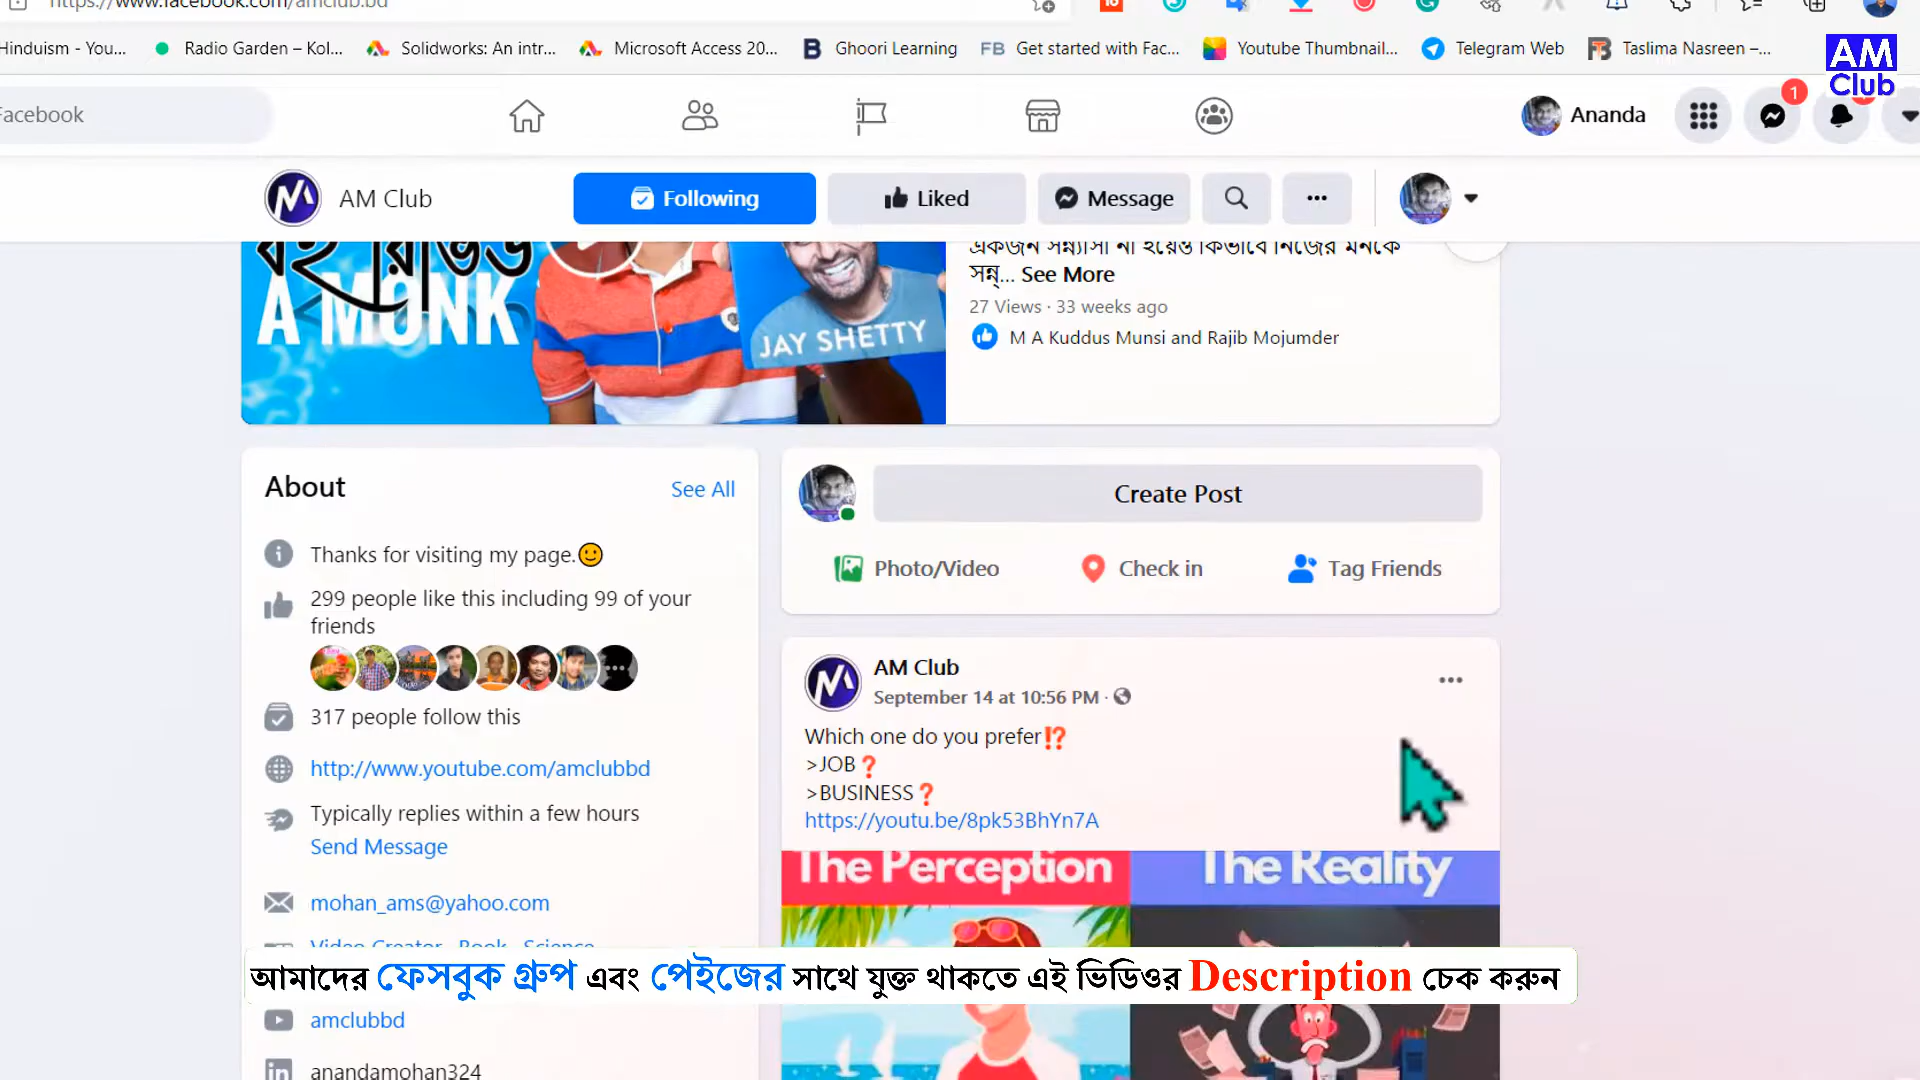 https://www.facebook.com/amclub.bd
Hinduism - You...
Radio Garden – Kol...
Solidworks: An intr...
Microsoft Access 20...
Ghoori Learning
FB Get started with Fac...
Youtube Thumbnail...
Telegram Web
Taslima Nasreen –...
AM
Club
Facebook
Ananda
1
AM Club
Following
Liked
Message
বই রিভিউ
A MONK
JAY SHETTY
একজন সন্ন্যাসী না হয়েও কিভাবে নিজের মনকে
সন্ন... See More
27 Views · 33 weeks ago
M A Kuddus Munsi and Rajib Mojumder
About
See All
Thanks for visiting my page.🙂
299 people like this including 99 of your
friends
317 people follow this
http://www.youtube.com/amclubbd
Typically replies within a few hours
Send Message
mohan_ams@yahoo.com
Video Creator · Book · Science
amclubbd
anandamohan324
Create Post
Photo/Video
Check in
Tag Friends
AM Club
September 14 at 10:56 PM ·
Which one do you prefer⁉
>JOB❓
>BUSINESS❓
https://youtu.be/8pk53BhYn7A
The Perception
The Reality
আমাদের ফেসবুক গ্রুপ এবং পেইজের সাথে যুক্ত থাকতে এই ভিডিওর Description চেক করুন